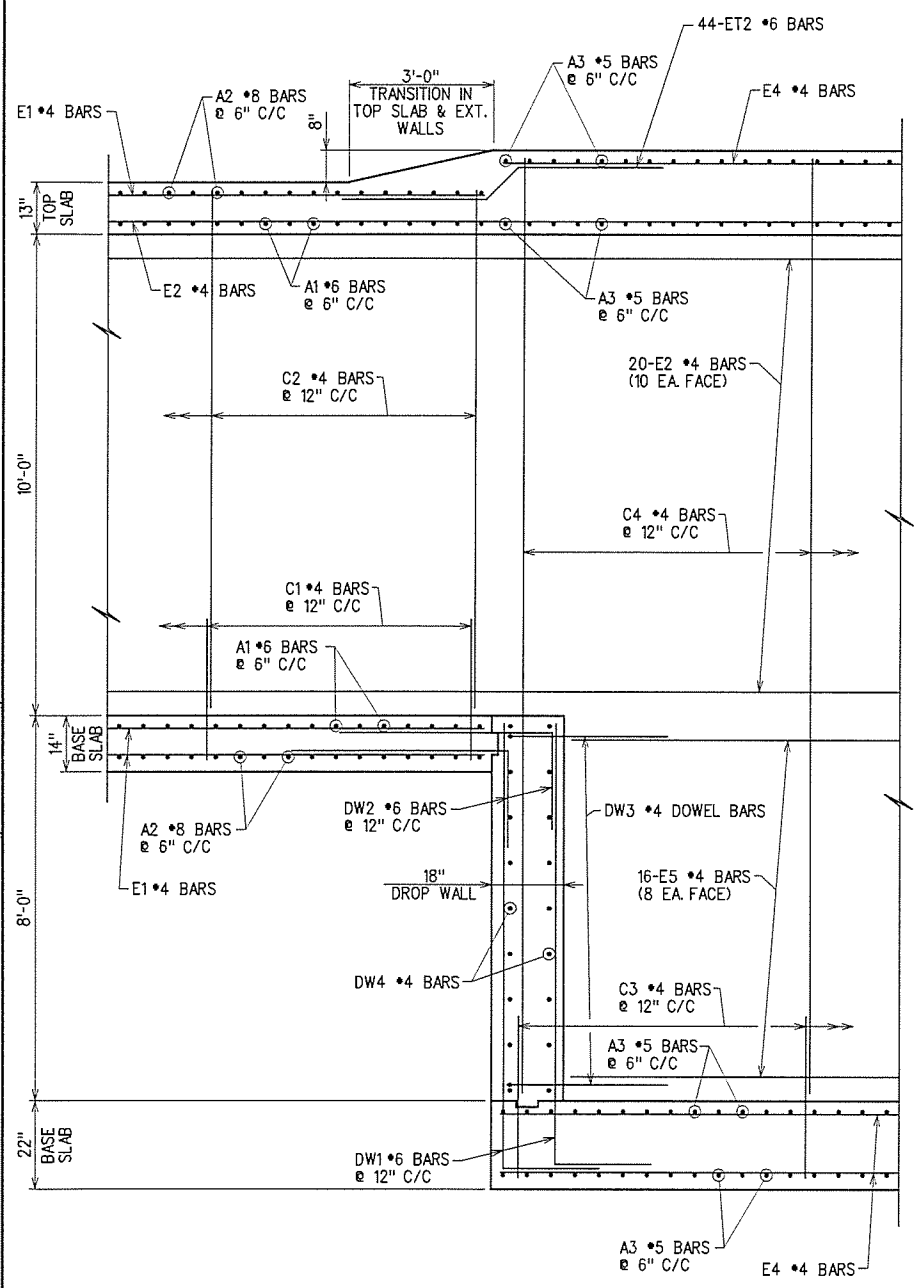 44-ET2 #6 BARS
A3 #5 BARS
@ 6" C/C
3'-0"
TRANSITION IN
TOP SLAB & EXT.
WALLS
A2 #8 BARS
@ 6" C/C
E1 #4 BARS
E4 #4 BARS
8"
13"
TOP
SLAB
E2 #4 BARS
A1 #6 BARS
@ 6" C/C
A3 #5 BARS
@ 6" C/C
20-E2 #4 BARS
(10 EA. FACE)
C2 #4 BARS
@ 12" C/C
10'-0"
C4 #4 BARS
@ 12" C/C
C1 #4 BARS
@ 12" C/C
A1 #6 BARS
@ 6" C/C
14"
BASE
SLAB
DW2 #6 BARS
@ 12" C/C
DW3 #4 DOWEL BARS
A2 #8 BARS
@ 6" C/C
18"
DROP WALL
16-E5 #4 BARS
(8 EA. FACE)
E1 #4 BARS
8'-0"
DW4 #4 BARS
C3 #4 BARS
@ 12" C/C
A3 #5 BARS
@ 6" C/C
22"
BASE
SLAB
DW1 #6 BARS
@ 12" C/C
A3 #5 BARS
@ 6" C/C
E4 #4 BARS